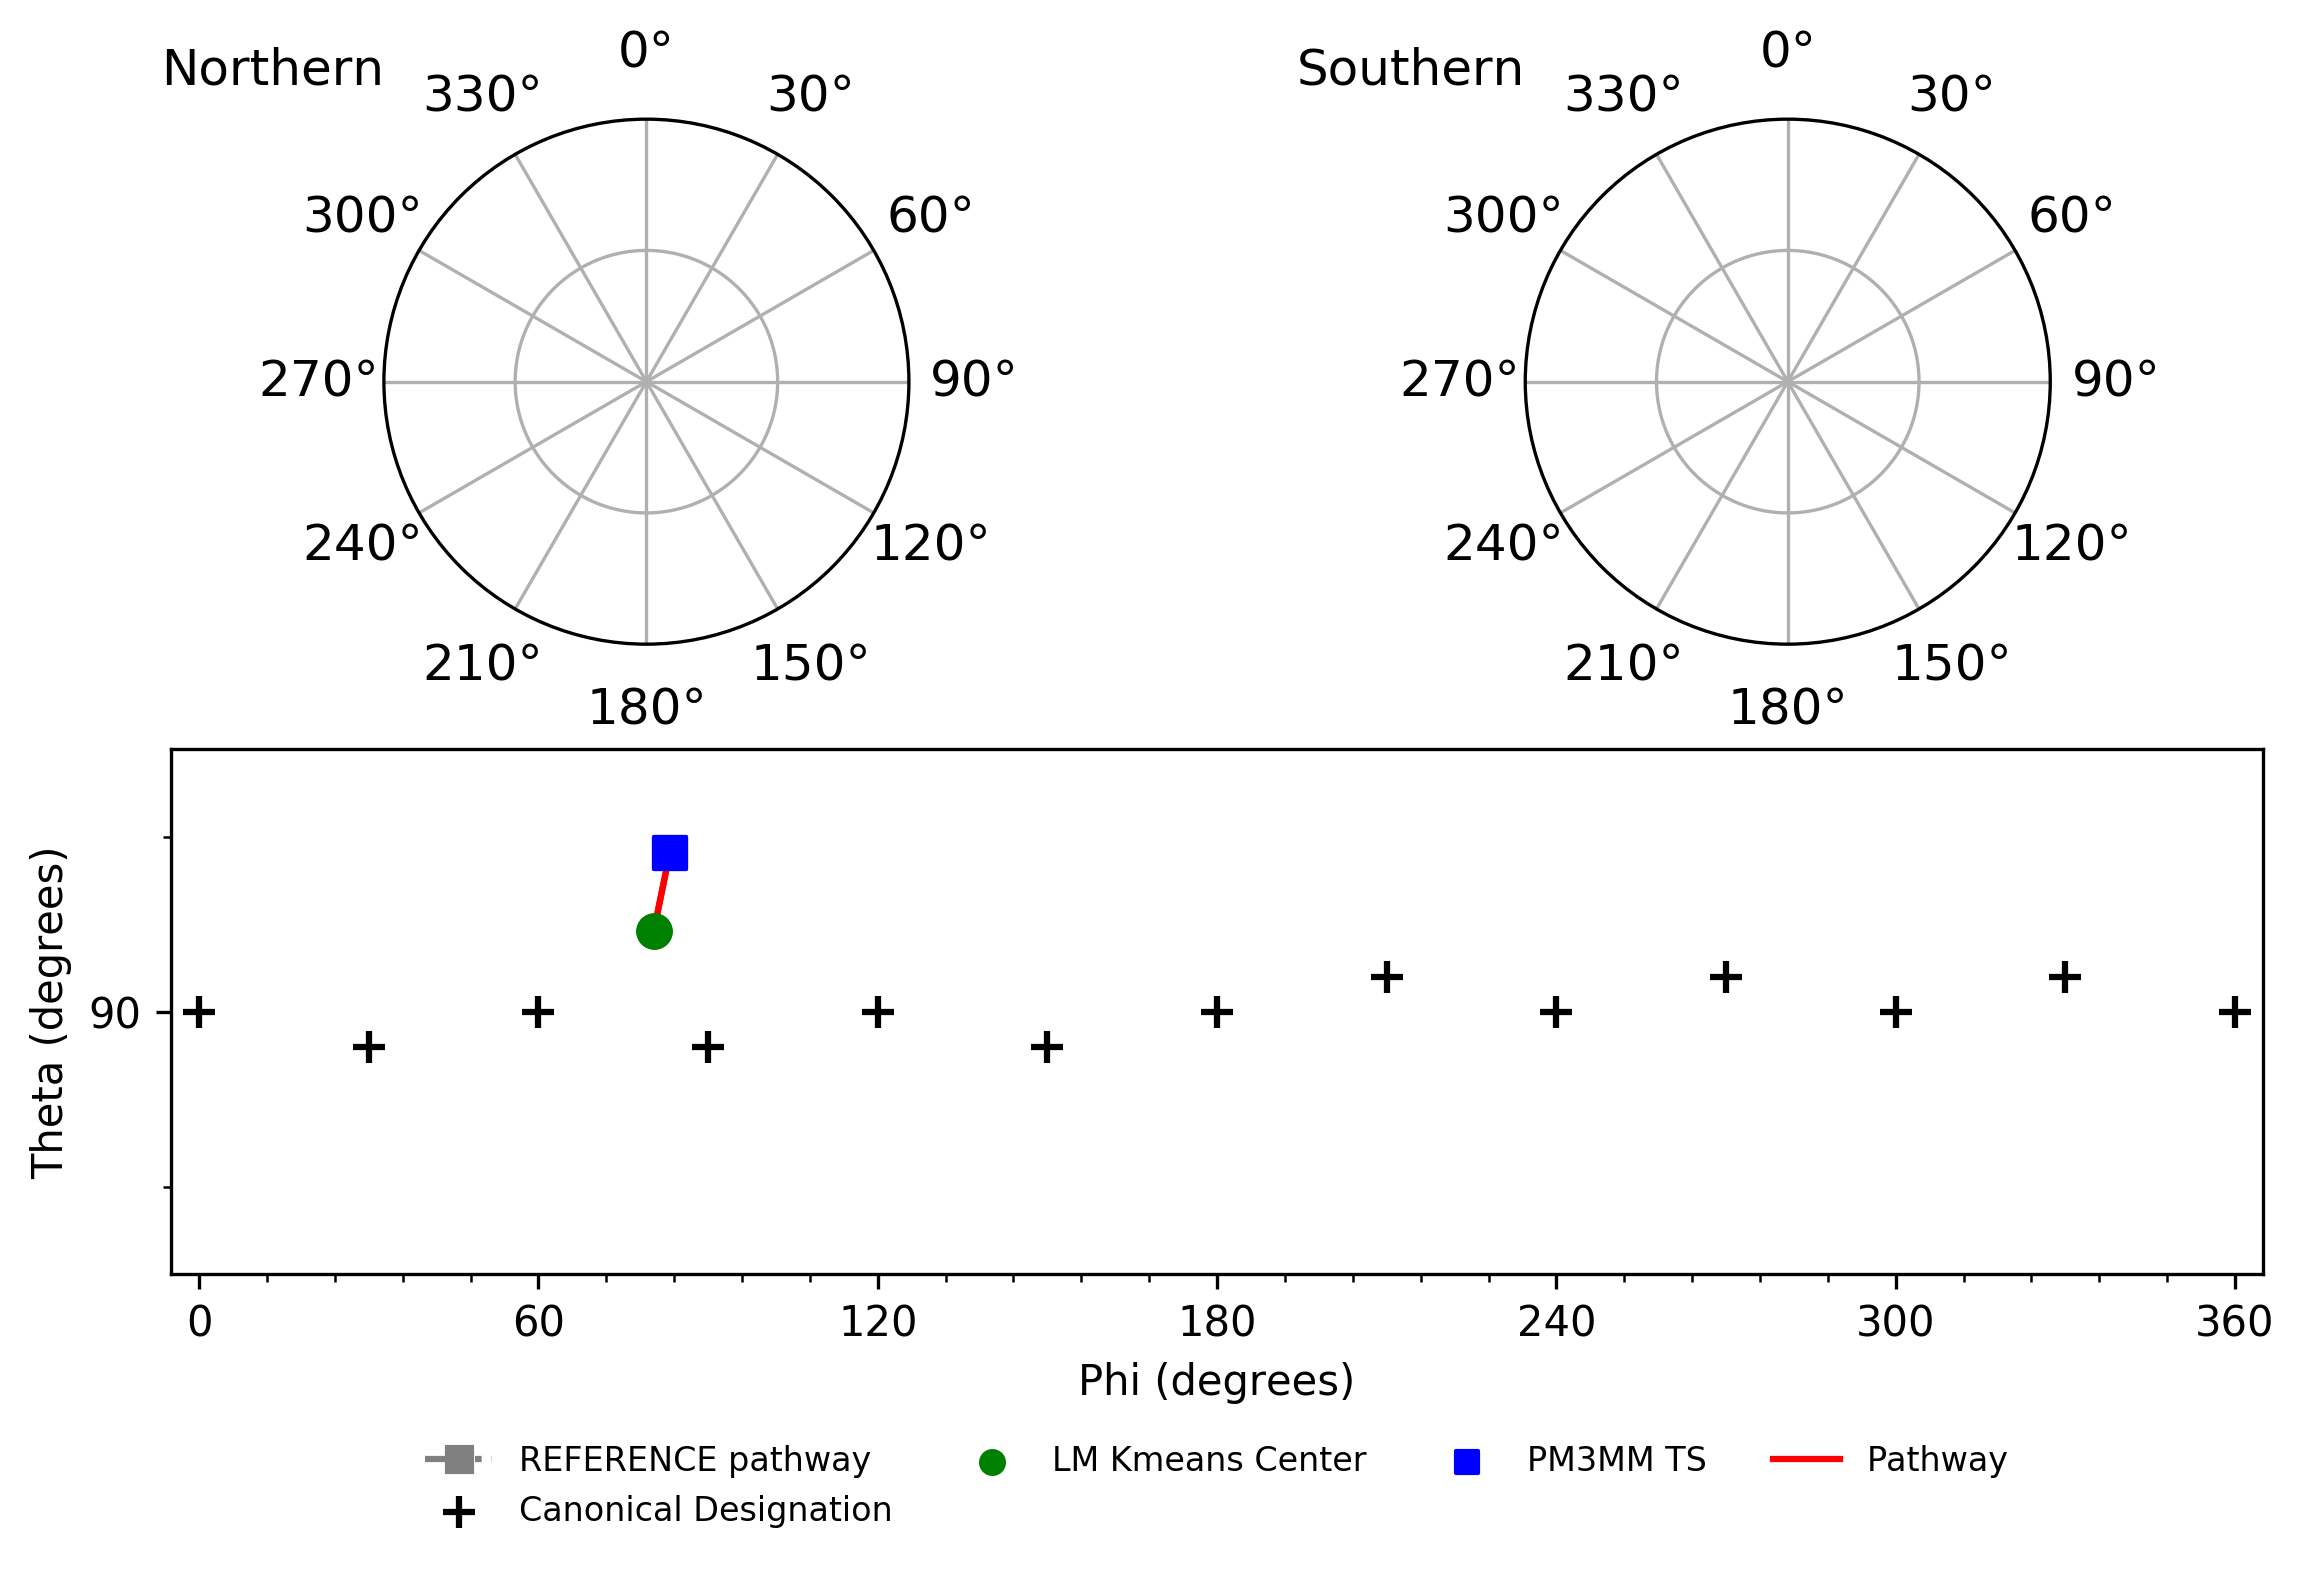 Northern
0°
30°
60°
90°
120°
150°
180°
210°
240°
270°
300°
330°
Southern
0°
30°
60°
90°
120°
150°
180°
210°
240°
270°
300°
330°
Theta (degrees)
90
0 60 120 180 240 300 360
Phi (degrees)
REFERENCE pathway
Canonical Designation
LM Kmeans Center
PM3MM TS
Pathway